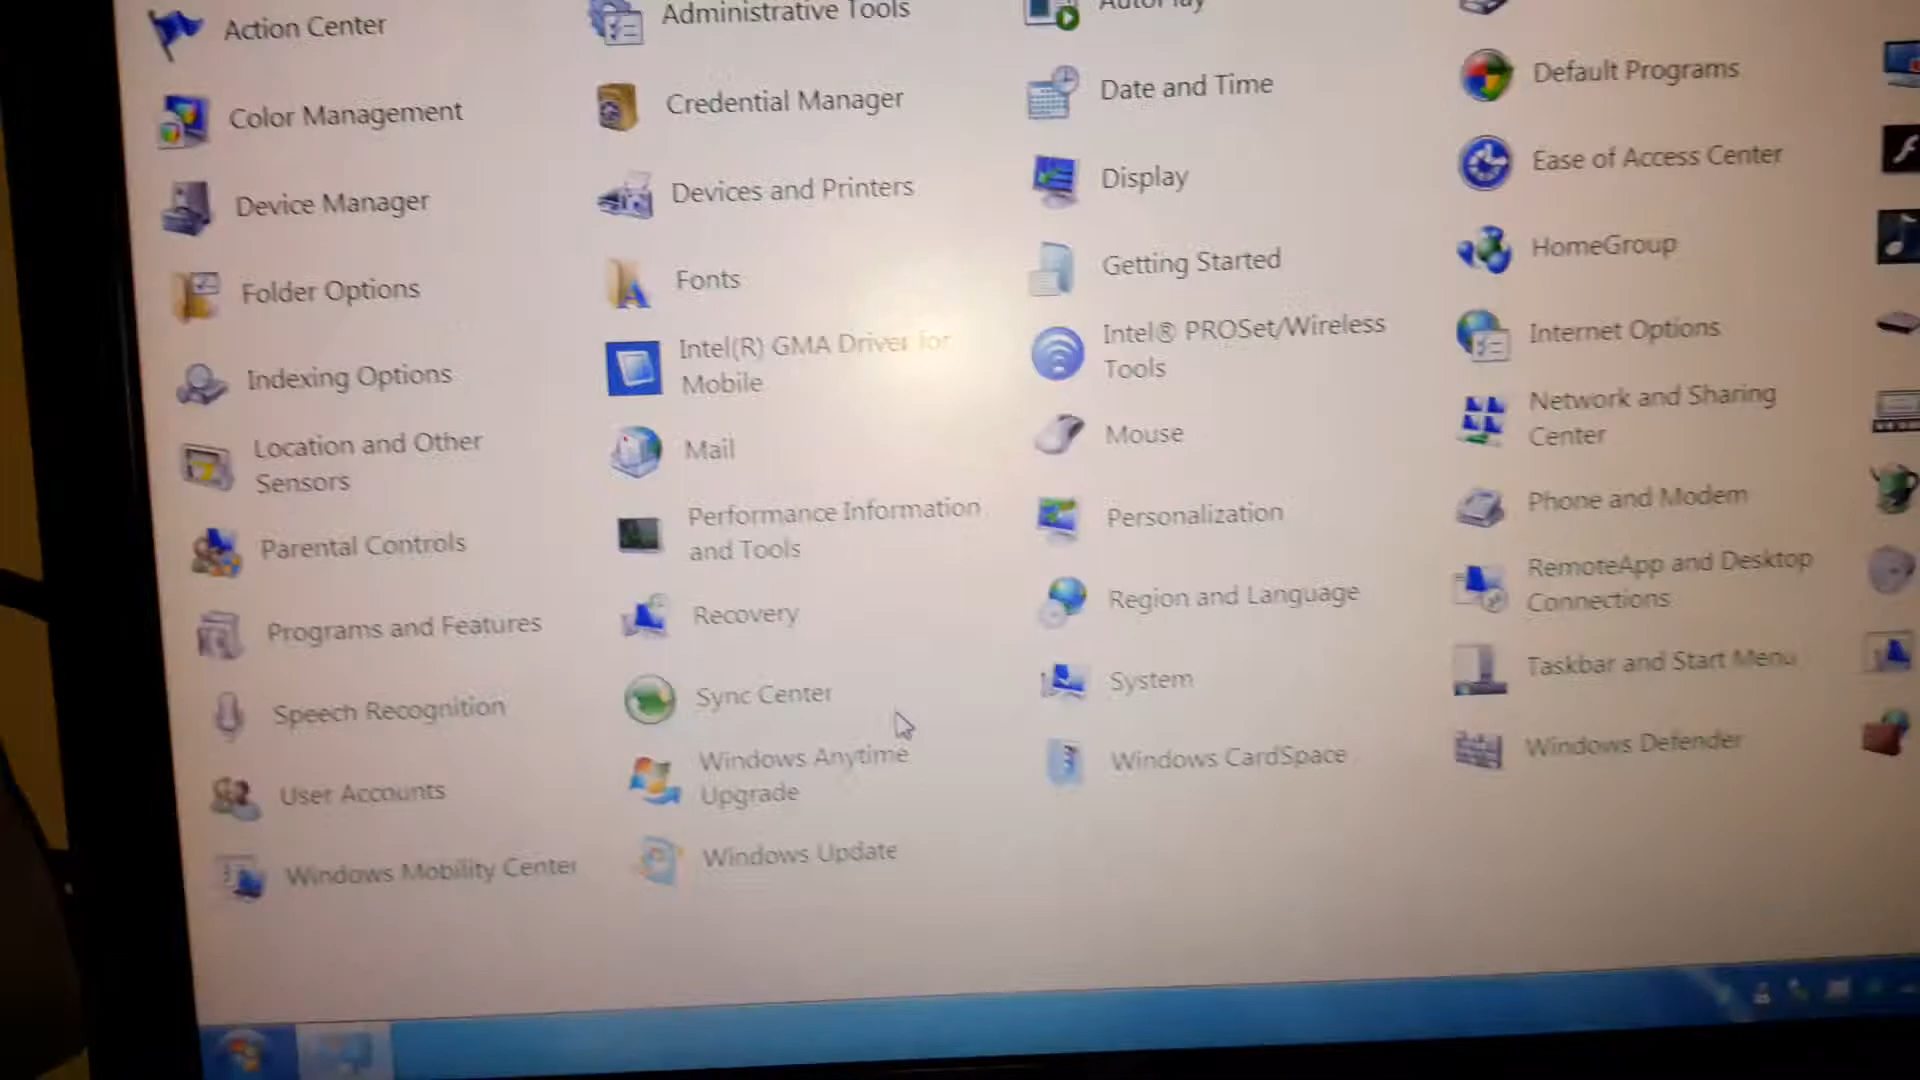 Action Center
Administrative Tools
AutoPlay
Color Management
Credential Manager
Date and Time
Default Programs
Device Manager
Devices and Printers
Display
Ease of Access Center
Folder Options
Fonts
Getting Started
HomeGroup
Indexing Options
Intel(R) GMA Driver for
Mobile
Intel® PROSet/Wireless
Tools
Internet Options
Location and Other
Sensors
Mail
Mouse
Network and Sharing
Center
Parental Controls
Performance Information
and Tools
Personalization
Phone and Modem
Programs and Features
Recovery
Region and Language
RemoteApp and Desktop
Connections
Speech Recognition
Sync Center
System
Taskbar and Start Menu
User Accounts
Windows Anytime
Upgrade
Windows CardSpace
Windows Defender
Windows Mobility Center
Windows Update